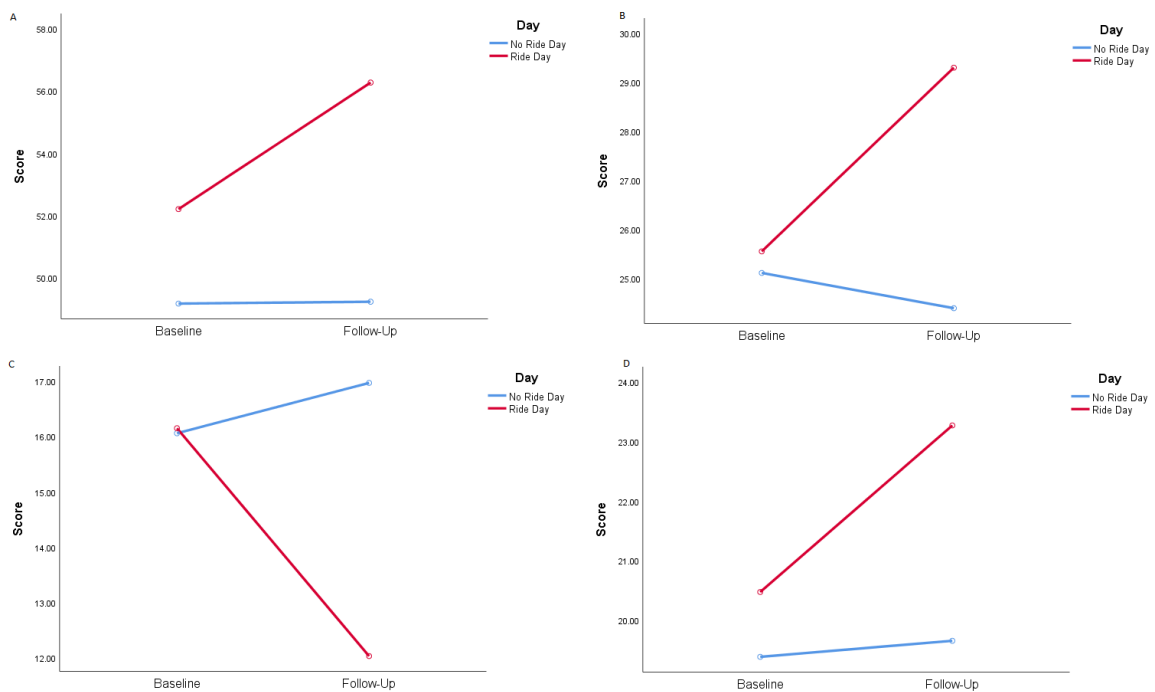 A
Day
No Ride Day
Ride Day
58.00
56.00
54.00
52.00
50.00
Score
Baseline
Follow-Up
B
Day
No Ride Day
Ride Day
30.00
29.00
28.00
27.00
26.00
25.00
Score
Baseline
Follow-Up
C
Day
No Ride Day
Ride Day
17.00
16.00
15.00
14.00
13.00
12.00
Score
Baseline
Follow-Up
D
Day
No Ride Day
Ride Day
24.00
23.00
22.00
21.00
20.00
Score
Baseline
Follow-Up